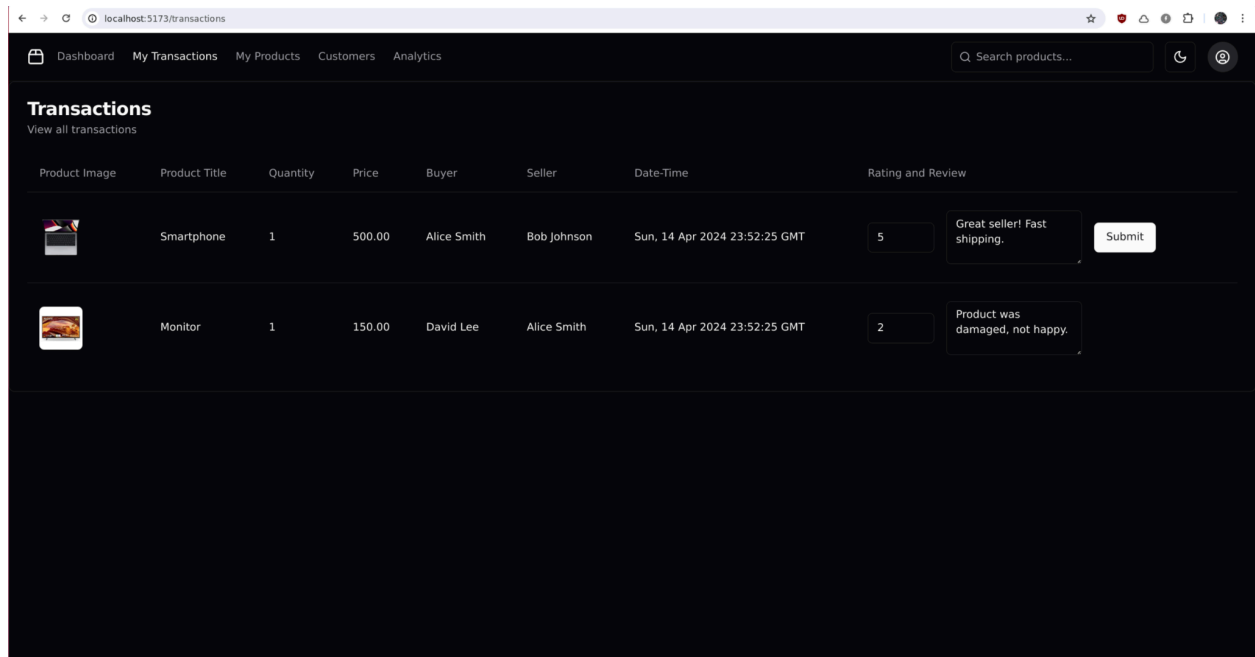 localhost:5173/transactions
Dashboard My Transactions My Products Customers Analytics Search products...
Transactions
View all transactions
Product Image Product Title Quantity Price Buyer Seller Date-Time Rating and Review
Smartphone 1 500.00 Alice Smith Bob Johnson Sun, 14 Apr 2024 23:52:25 GMT 5 Great seller! Fast
shipping.
Submit
Monitor 1 150.00 David Lee Alice Smith Sun, 14 Apr 2024 23:52:25 GMT 2 Product was
damaged, not happy.